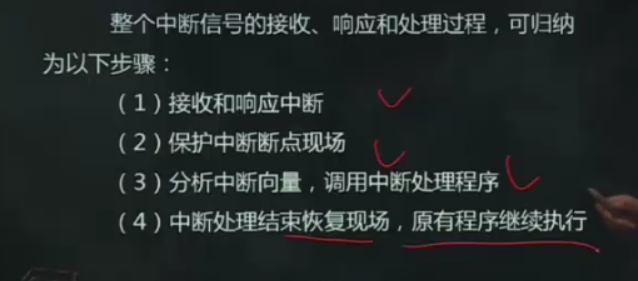 整个中断信号的接收、响应和处理过程，可归纳
为以下步骤：
（1）接收和响应中断
（2）保护中断断点现场
（3）分析中断向量，调用中断处理程序
（4）中断处理结束恢复现场，原有程序继续执行